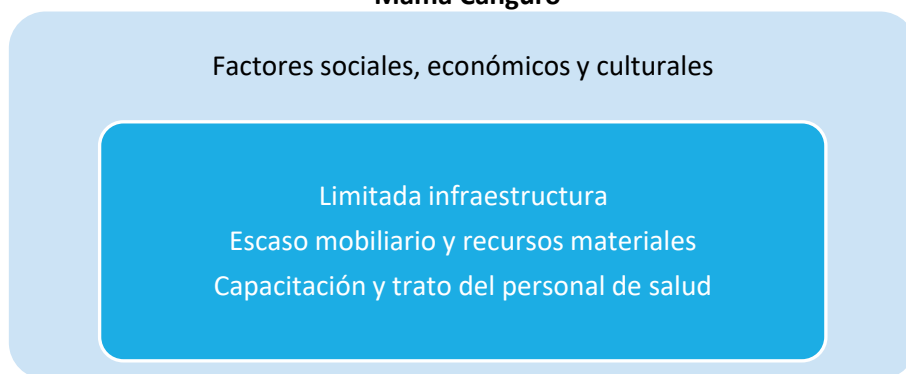 Mamá Canguro
Factores sociales, económicos y culturales
Limitada infraestructura
Escaso mobiliario y recursos materiales
Capacitación y trato del personal de salud